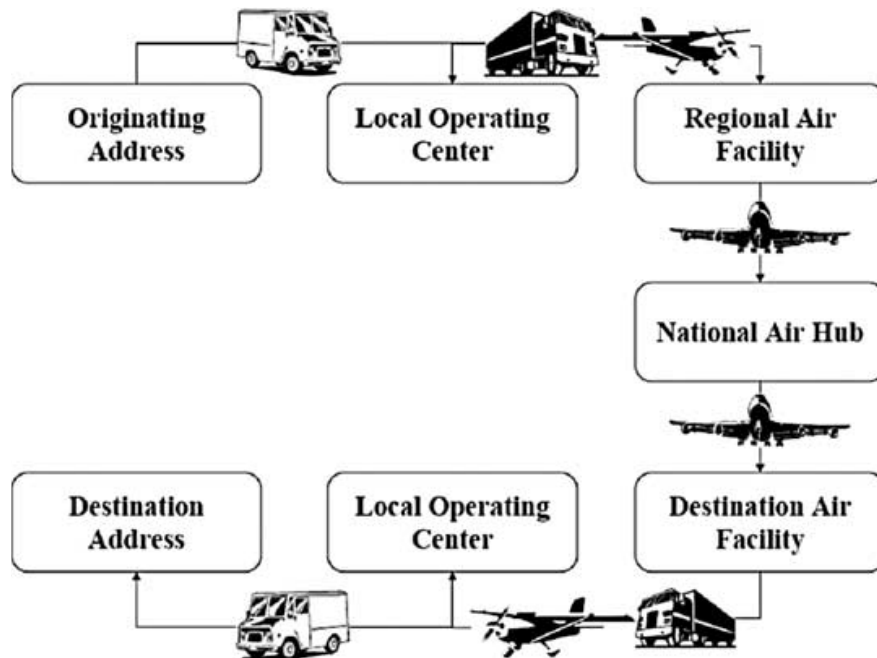 Originating
Address
Local Operating
Center
Regional Air
Facility
National Air Hub
Destination Address
Local Operating
Center
Destination Air
Facility